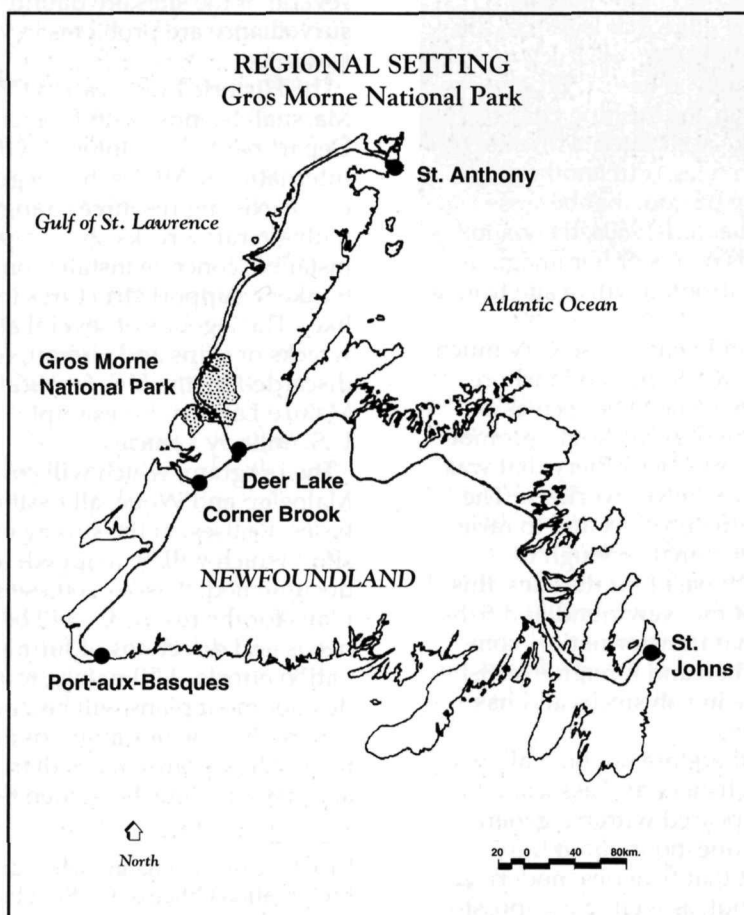 REGIONAL SETTING
Gros Morne National Park
St. Anthony
Gulf of St. Lawrence
Atlantic Ocean
Gros Morne
National Park
Deer Lake
Corner Brook
NEWFOUNDLAND
St.
Johns
Port-aux-Basques
North
20 0 40 80km.